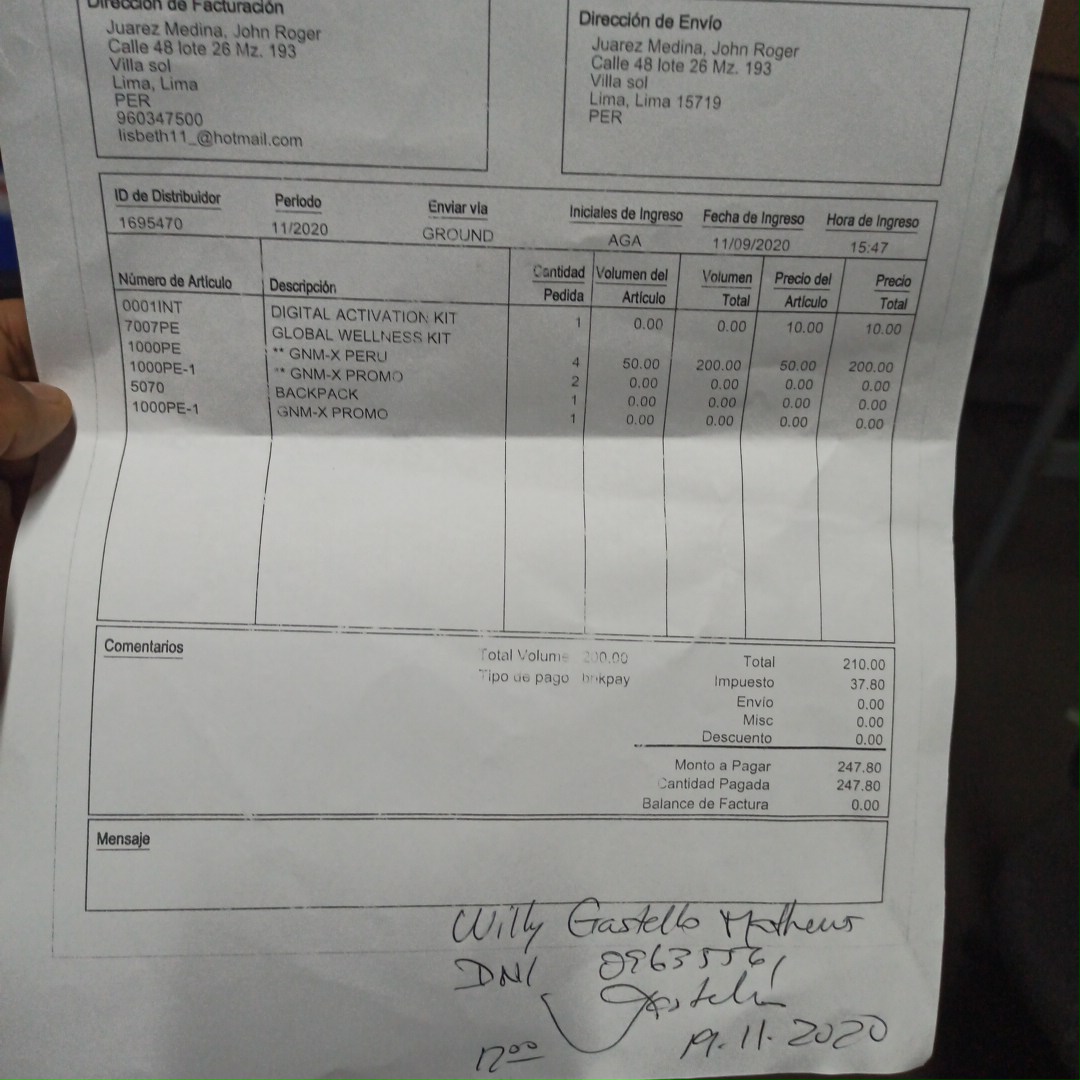 Dirección de Facturación
Juarez Medina, John Roger
Calle 48 lote 26 Mz. 193
Villa sol
Lima, Lima
PER
960347500
lisbeth11_@hotmail.com
Dirección de Envío
Juarez Medina, John Roger
Calle 48 lote 26 Mz. 193
Villa sol
Lima, Lima 15719
PER
ID de Distribuidor Periodo Enviar vía Iniciales de Ingreso Fecha de Ingreso Hora de Ingreso
1695470 11/2020 GROUND AGA 11/09/2020 15:47
Número de Artículo Descripción Cantidad Pedida Volumen del Artículo Volumen Total Precio del Artículo Precio Total
0001INT DIGITAL ACTIVATION KIT 1 0.00 0.00 10.00 10.00
7007PE GLOBAL WELLNESS KIT
1000PE ** GNM-X PERU 4 50.00 200.00 50.00 200.00
1000PE-1 ** GNM-X PROMO 2 0.00 0.00 0.00 0.00
5070 BACKPACK 1 0.00 0.00 0.00 0.00
1000PE-1 GNM-X PROMO 1 0.00 0.00 0.00 0.00
Comentarios
Total Volume 200.00
Tipo de pago bnkpay
Total 210.00
Impuesto 37.80
Envío 0.00
Misc 0.00
Descuento 0.00
Monto a Pagar 247.80
Cantidad Pagada 247.80
Balance de Factura 0.00
Mensaje
Willy Gastello Matheus
DNI 09635561
19.11.2020